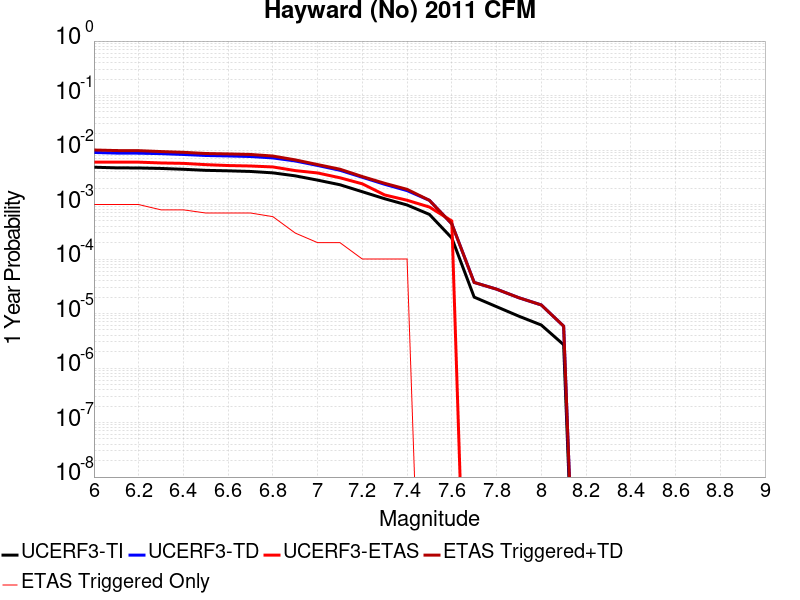 Hayward (No) 2011 CFM
10^0
10^-1
10^-2
10^-3
10^-4
10^-5
10^-6
10^-7
10^-8
1 Year Probability
6 6.2 6.4 6.6 6.8 7 7.2 7.4 7.6 7.8 8 8.2 8.4 8.6 8.8 9
Magnitude
UCERF3-TI UCERF3-TD UCERF3-ETAS ETAS Triggered+TD
ETAS Triggered Only